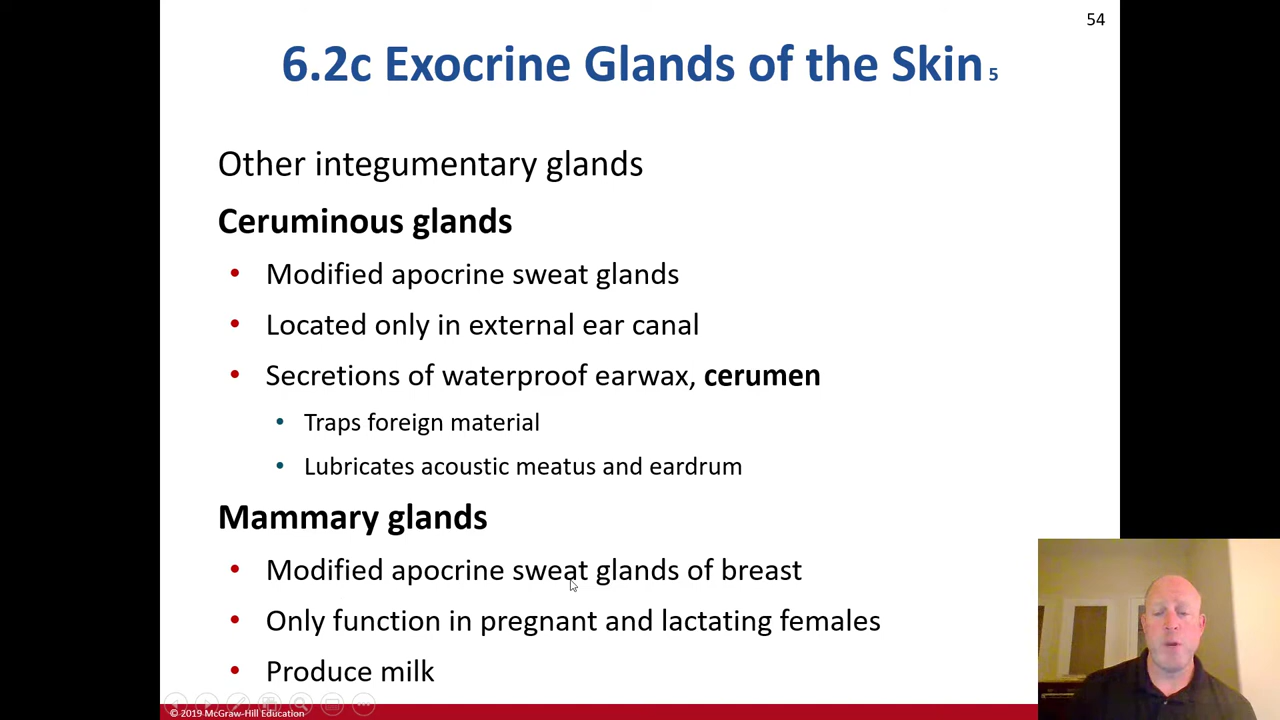 54
6.2c Exocrine Glands of the Skin 5
Other integumentary glands
Ceruminous glands
• Modified apocrine sweat glands
• Located only in external ear canal
• Secretions of waterproof earwax, cerumen
• Traps foreign material
• Lubricates acoustic meatus and eardrum
Mammary glands
• Modified apocrine sweat glands of breast
• Only function in pregnant and lactating females
• Produce milk
© 2019 McGraw-Hill Education